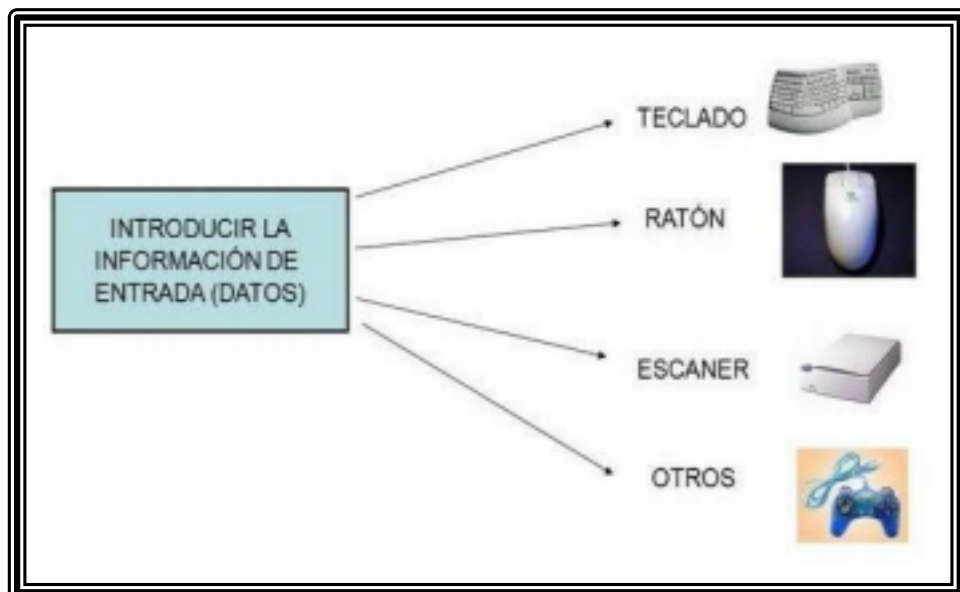 TECLADO
RATÓN
INTRODUCIR LA
INFORMACIÓN DE
ENTRADA (DATOS)
ESCANER
OTROS